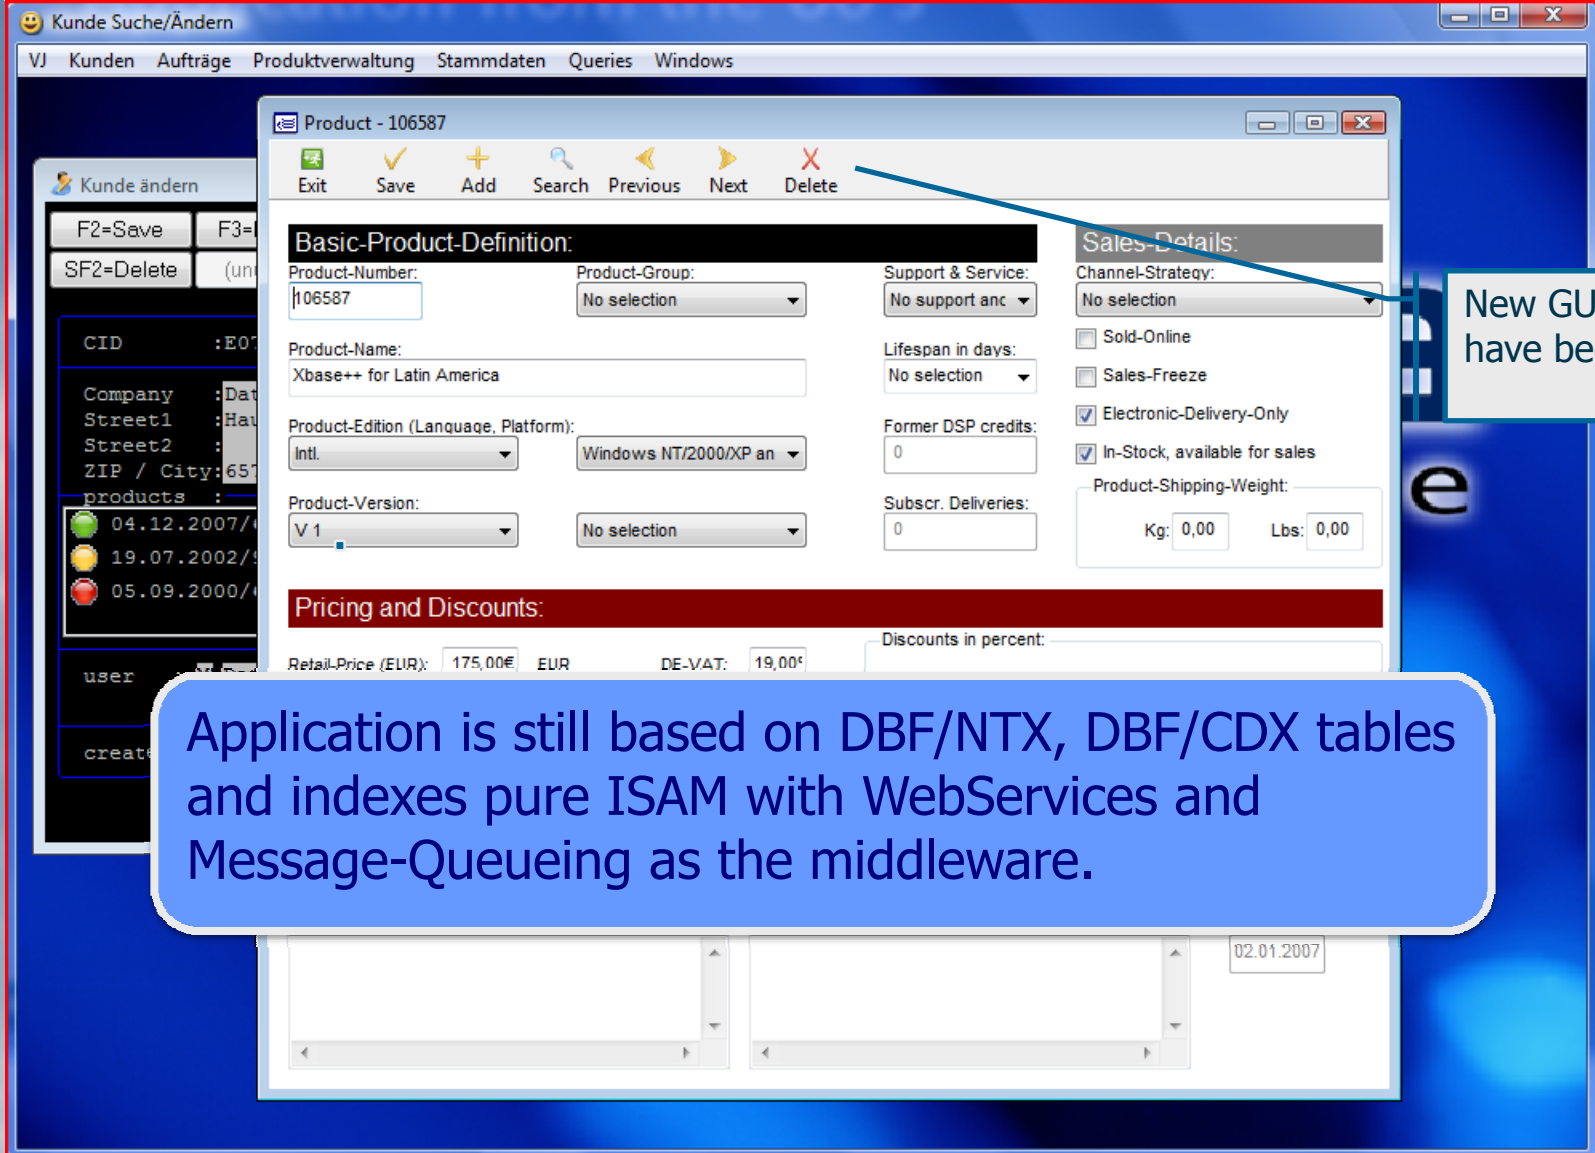 Kunde Suche/Ändern
VJ Kunden Aufträge Produktverwaltung Stammdaten Queries Windows
Product - 106587
Exit Save Add Search Previous Next Delete
Kunde ändern
F2=Save F3=
SF2=Delete
Basic-Product-Definition:
Sales-Details:
Product-Number: Product-Group: Support & Service: Channel-Strategy:
106587 No selection No support anc No selection
Sold-Online
Product-Name: Lifespan in days:
Xbase++ for Latin America No selection Sales-Freeze
Product-Edition (Language, Platform): Former DSP credits: Electronic-Delivery-Only
Intl. Windows NT/2000/XP an 0 In-Stock, available for sales
Product-Version: Subscr. Deliveries: Product-Shipping-Weight:
V 1 No selection 0 Kg: 0,00 Lbs: 0,00
CID :E07
Company :Dat
Street1 :Hau
Street2 :
ZIP / City:657
products :
04.12.2007/
19.07.2002/
05.09.2000/
user
create
Pricing and Discounts:
Retail-Price (EUR): 175,00€ EUR DE-VAT: 19,00 Discounts in percent:
New GU
have be
Application is still based on DBF/NTX, DBF/CDX tables
and indexes pure ISAM with WebServices and
Message-Queueing as the middleware.
02.01.2007
e